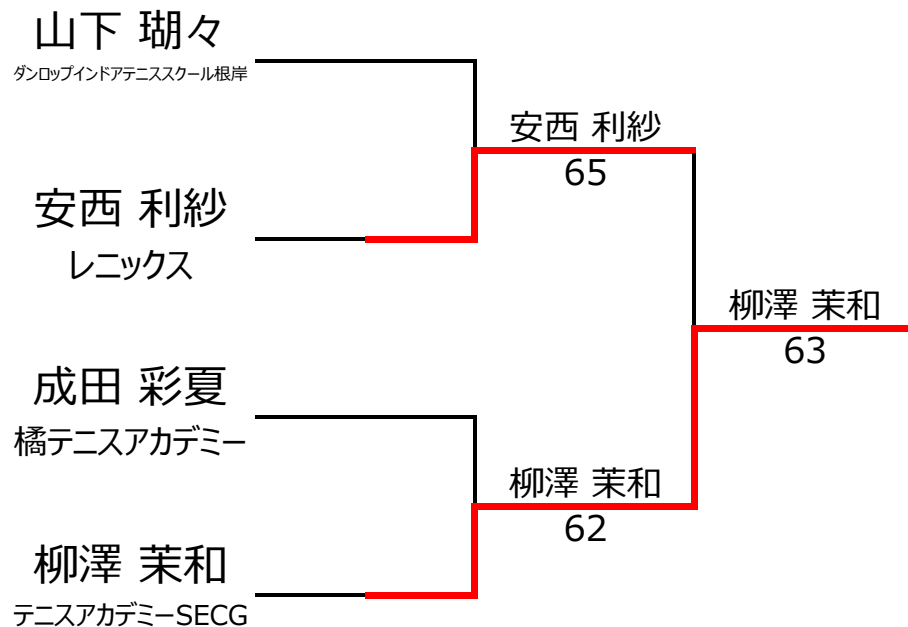 山下 瑚々
ダンロップインドアテニススクール根岸
安西 利紗
レニックス
成田 彩夏
橘テニスアカデミー
柳澤 茉和
テニスアカデミーSECG
安西 利紗
65
柳澤 茉和
62
柳澤 茉和
63